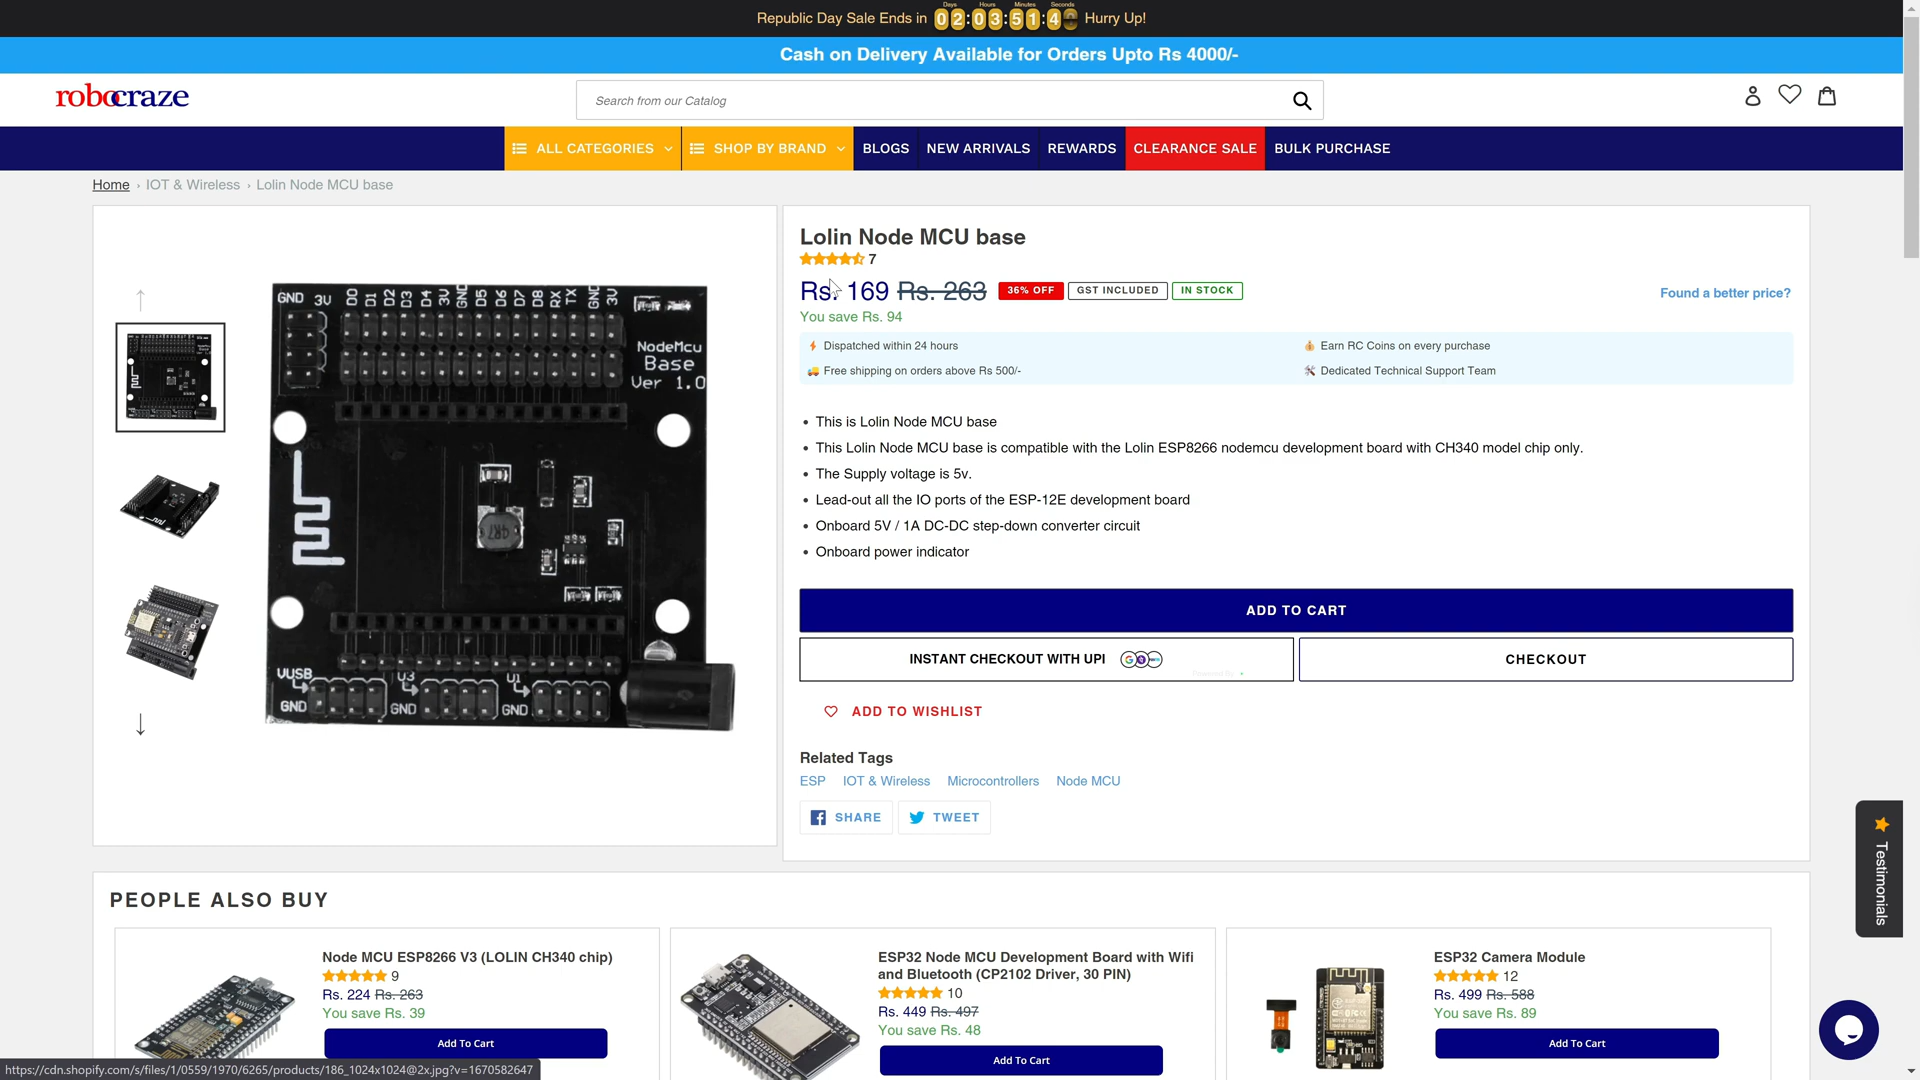 Republic Day Sale Ends in
Days Hours Minutes Seconds
02:03:51:4
Hurry Up!
Cash on Delivery Available for Orders Upto Rs 4000/-
robocraze
Search from our Catalog
ALL CATEGORIES
SHOP BY BRAND
BLOGS
NEW ARRIVALS
REWARDS
CLEARANCE SALE
BULK PURCHASE
Home › IOT & Wireless › Lolin Node MCU base
GND 3V D0 D1 D2 D3 D4 3V GND D5 D6 D7 D8 RX TX GND 3V
NodeMcu
Base
Ver 1.0
4R7
VUSB
GND
U3
GND
U1
GND
Lolin Node MCU base
7
Rs. 169 Rs. 263 36% OFF GST INCLUDED IN STOCK
Found a better price?
You save Rs. 94
Dispatched within 24 hours
Earn RC Coins on every purchase
Free shipping on orders above Rs 500/-
Dedicated Technical Support Team
• This is Lolin Node MCU base
• This Lolin Node MCU base is compatible with the Lolin ESP8266 nodemcu development board with CH340 model chip only.
• The Supply voltage is 5v.
• Lead-out all the IO ports of the ESP-12E development board
• Onboard 5V / 1A DC-DC step-down converter circuit
• Onboard power indicator
ADD TO CART
INSTANT CHECKOUT WITH UPI
CHECKOUT
ADD TO WISHLIST
Related Tags
ESP IOT & Wireless Microcontrollers Node MCU
SHARE
TWEET
Testimonials
PEOPLE ALSO BUY
Node MCU ESP8266 V3 (LOLIN CH340 chip)
9
Rs. 224 Rs. 263
You save Rs. 39
Add To Cart
ESP32 Node MCU Development Board with Wifi
and Bluetooth (CP2102 Driver, 30 PIN)
10
Rs. 449 Rs. 497
You save Rs. 48
Add To Cart
ESP32 Camera Module
12
Rs. 499 Rs. 588
You save Rs. 89
Add To Cart
https://cdn.shopify.com/s/files/1/0559/1970/6265/products/186_1024x1024@2x.jpg?v=1670582647